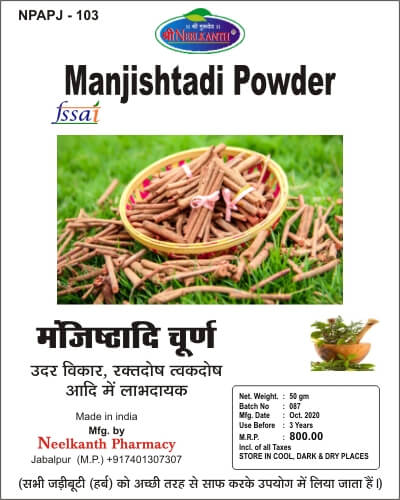 NPAPJ - 103
॥ श्री गुरूदेव ॥
श्री NEELKANTH
Manjishtadi Powder
fssai
मंजिष्टादि चूर्ण
उदर विकार, रक्तदोष त्वकदोष
आदि में लाभदायक
Made in india
Mfg. by
Neelkanth Pharmacy
Jabalpur (M.P.) +917401307307
Net. Weight. : 50 gm
Batch No : 087
Mfg. Date : Oct. 2020
Use Before : 3 Years
M.R.P. : 800.00
Incl. of all Taxes
STORE IN COOL, DARK & DRY PLACES
(सभी जड़ीबूटी (हर्ब) को अच्छी तरह से साफ करके उपयोग में लिया जाता हैं।)